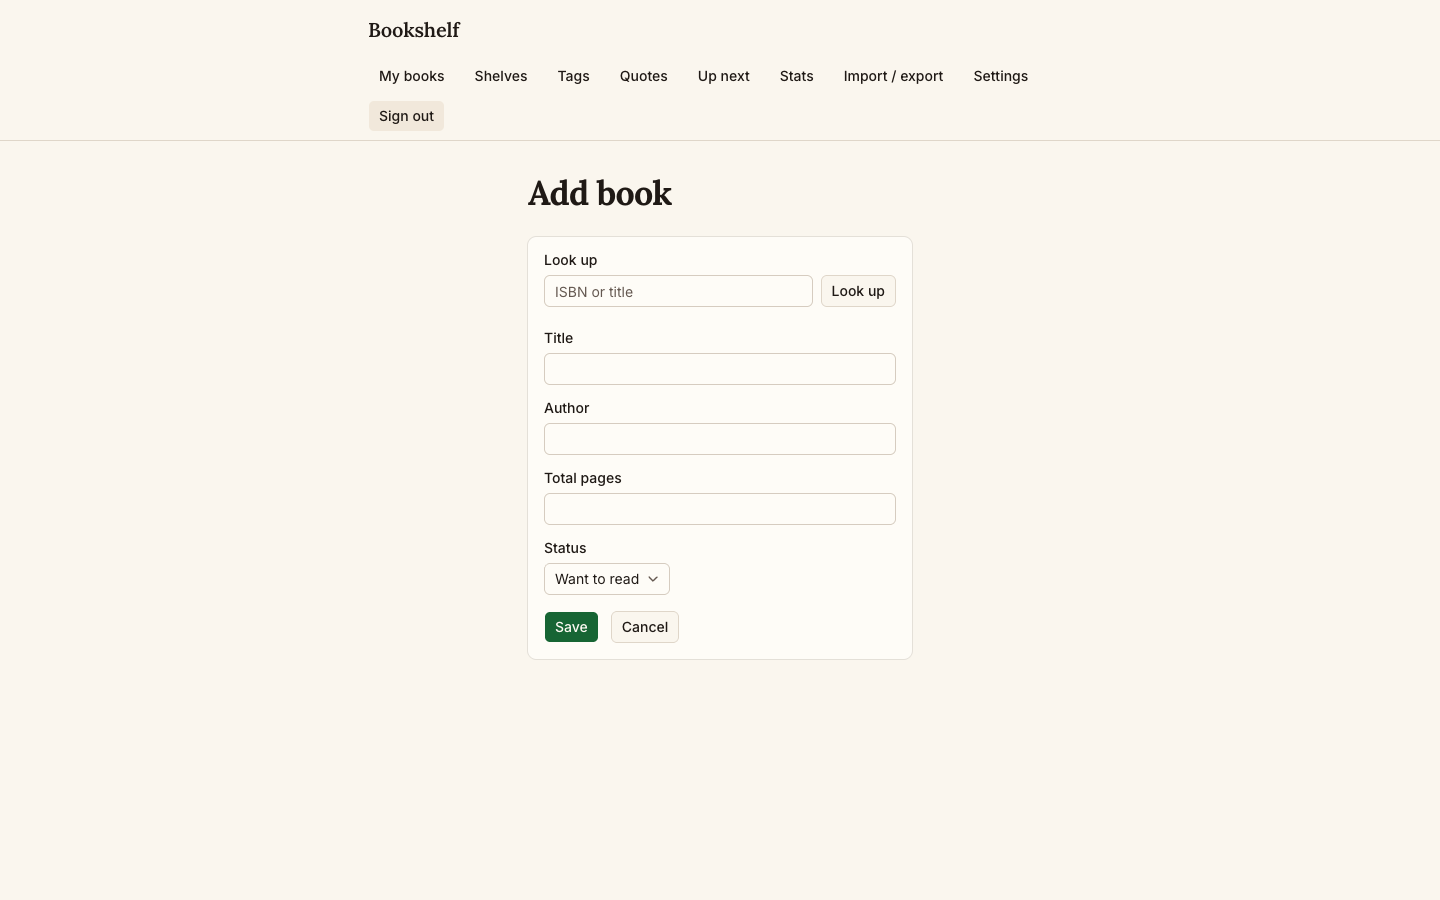 Bookshelf
My books Shelves Tags Quotes Up next Stats Import / export Settings
Sign out
Add book
Look up
ISBN or title Look up
Title
Author
Total pages
Status
Want to read
Save Cancel